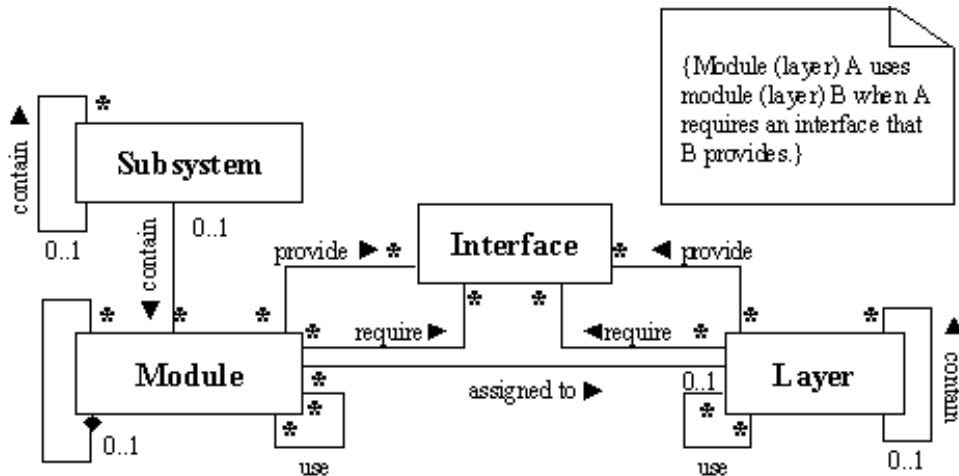 {Module (layer) A uses
module (layer) B when A
requires an interface that
B provides.}
*
contain ▲
Subsystem
0..1
0..1
contain ▼
provide ▶
*
Interface
*
◀ provide
*
*
*
*
*
*
*
*
require ▶
◀require
*
Module
*
assigned to ▶
0..1
Layer
contain ▲
*
*
*
*
0..1
use
use
0..1